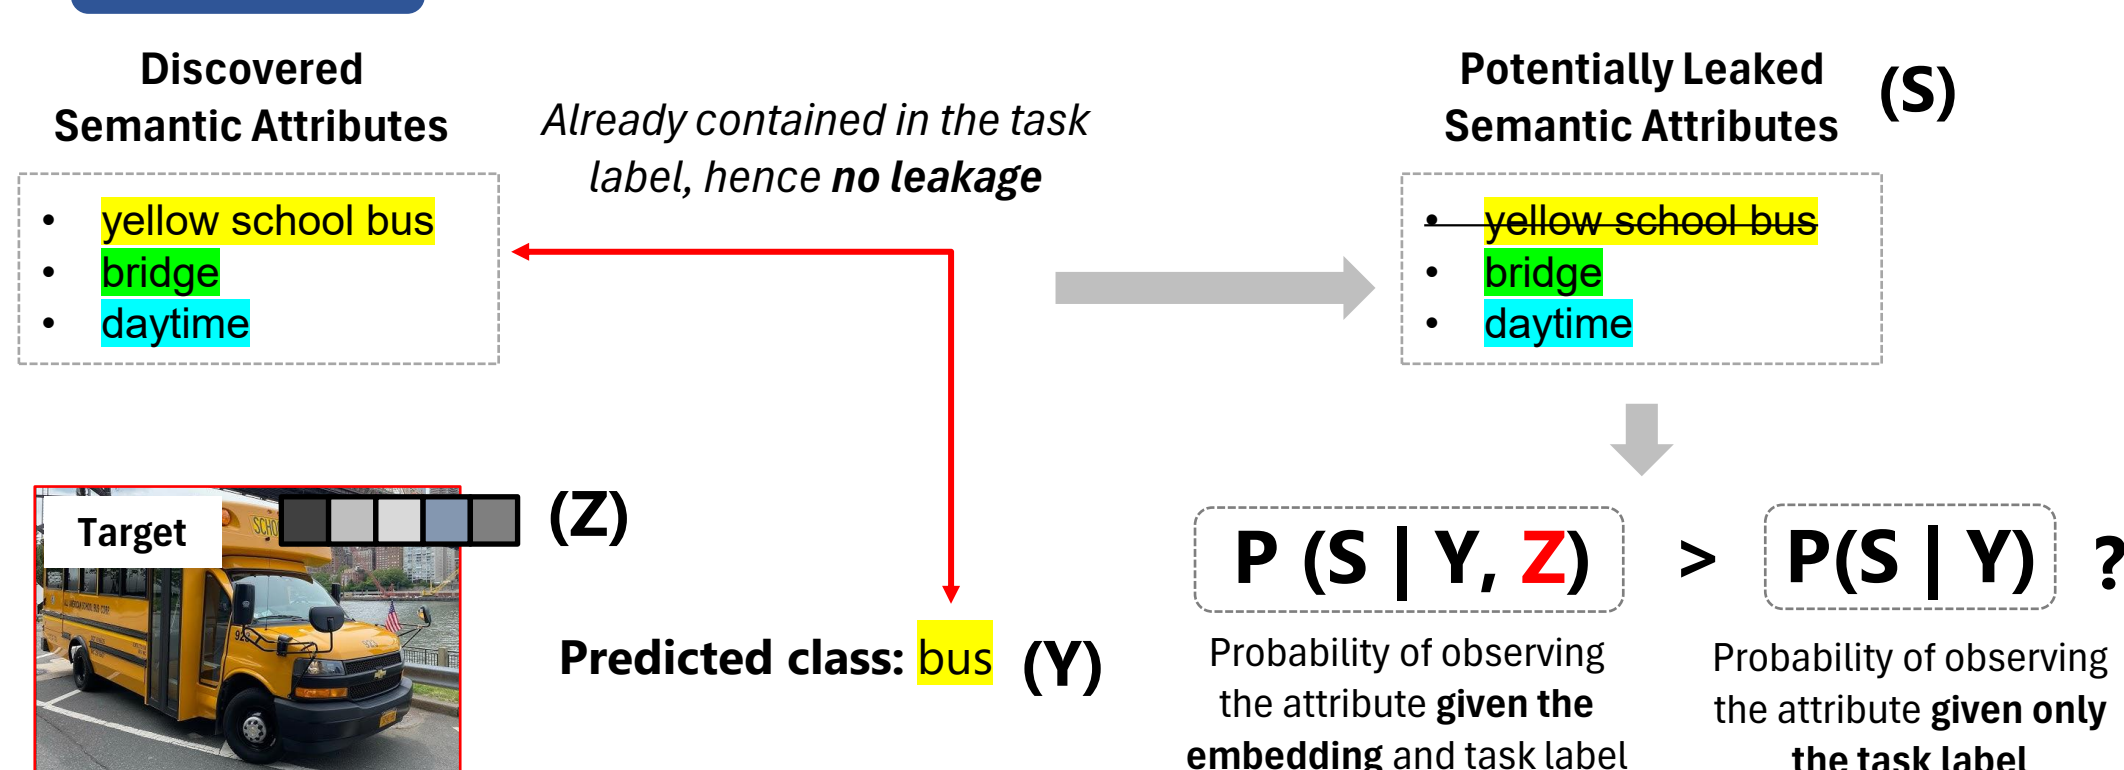 Discovered
Semantic Attributes
Already contained in the task
label, hence no leakage
Potentially Leaked
Semantic Attributes
(S)
• yellow school bus
• bridge
• daytime
• yellow school bus
• bridge
• daytime
Target
(Z)
SCHO
Predicted class: bus (Y)
P (S | Y, Z) > P(S | Y) ?
Probability of observing
the attribute given the
embedding and task label
Probability of observing
the attribute given only
the task label